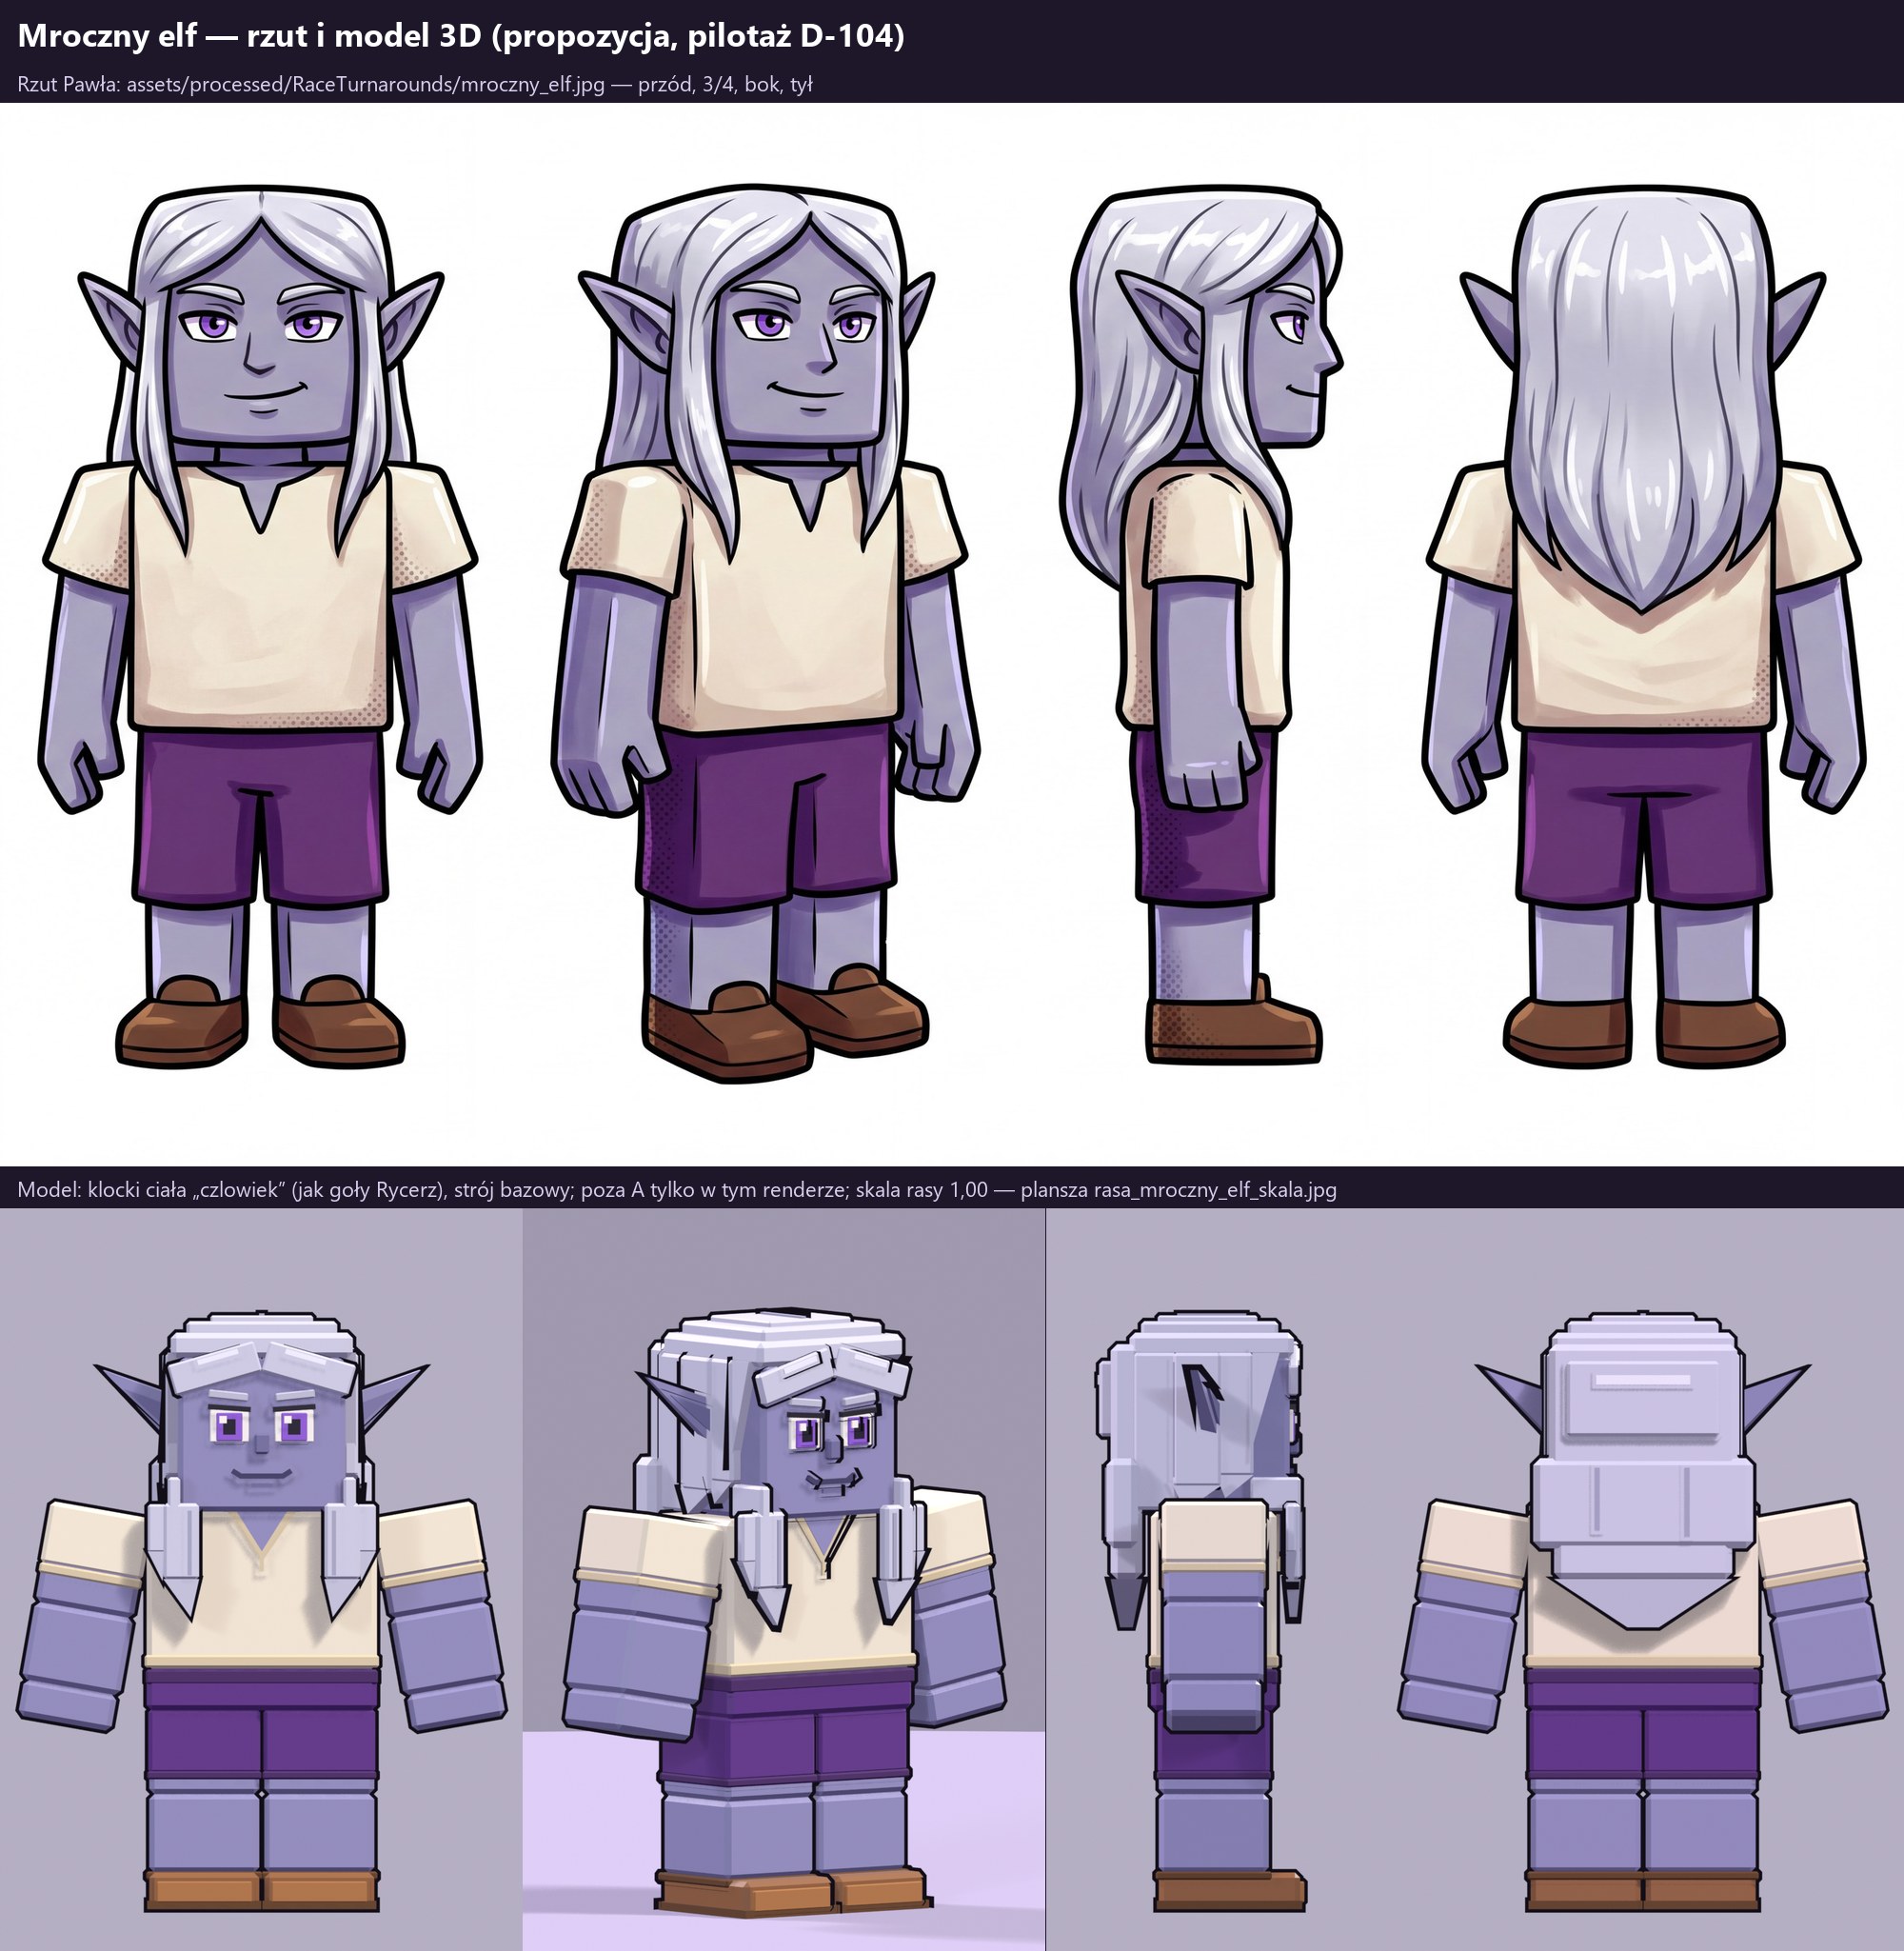 Mroczny elf — rzut i model 3D (propozycja, pilotaż D-104)
Rzut Pawła: assets/processed/RaceTurnarounds/mroczny_elf.jpg — przód, 3/4, bok, tył
Model: klocki ciała „czlowiek” (jak goły Rycerz), strój bazowy; poza A tylko w tym renderze; skala rasy 1,00 — plansza rasa_mroczny_elf_skala.jpg